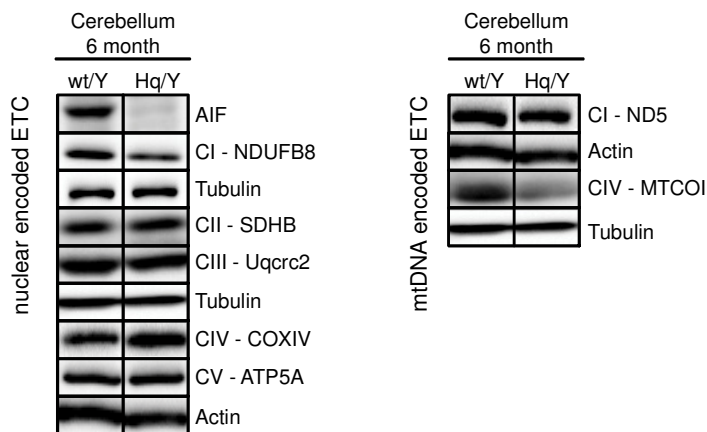 Cerebellum
6 month
wt/Y Hq/Y
nuclear encoded ETC
AIF
CI - NDUFB8
Tubulin
CII - SDHB
CIII - Uqcrc2
Tubulin
CIV - COXIV
CV - ATP5A
Actin
Cerebellum
6 month
wt/Y Hq/Y
mtDNA encoded ETC
CI - ND5
Actin
CIV - MTCOI
Tubulin